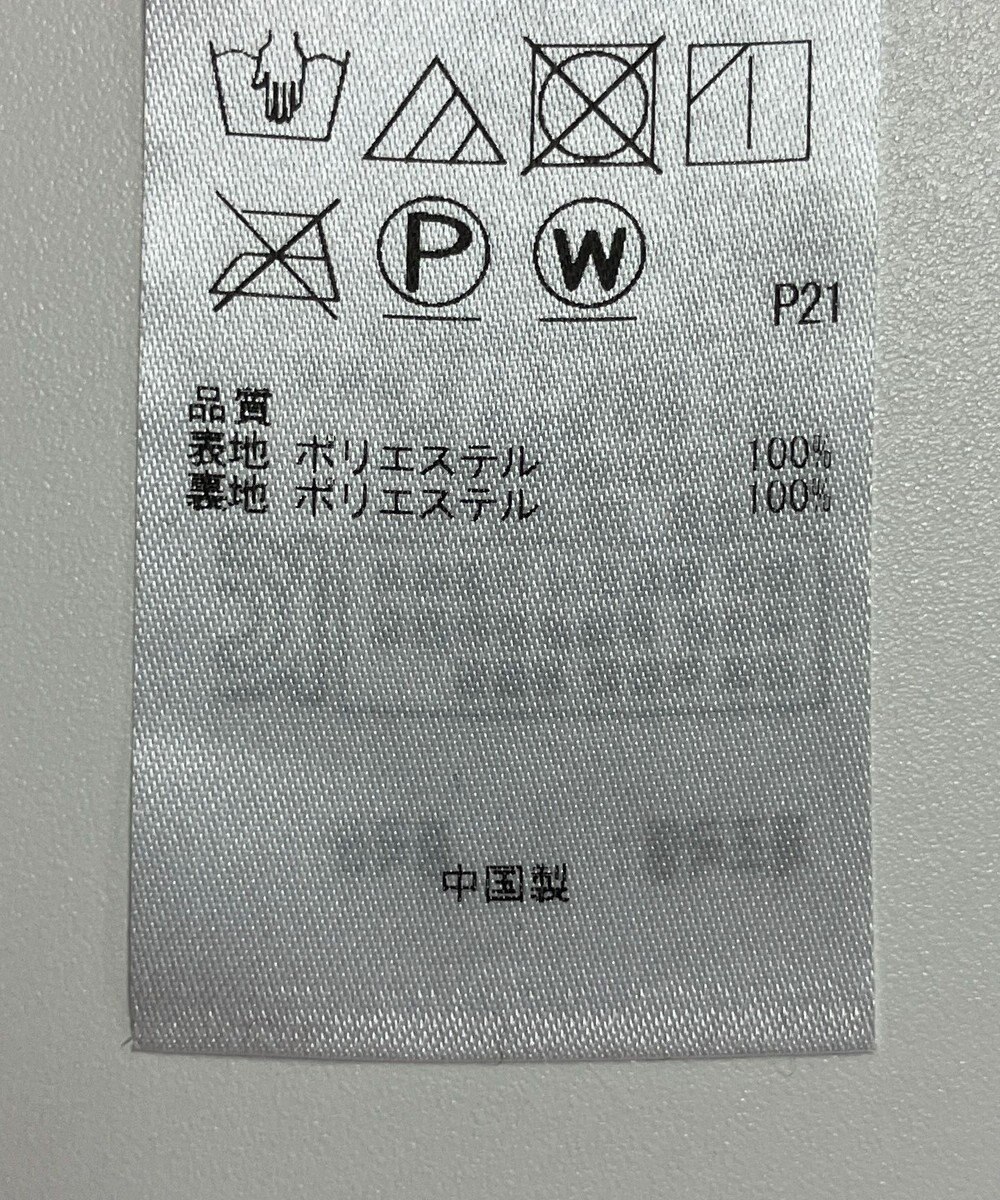 P W P21
品質
表地 ポリエステル 100%
裏地 ポリエステル 100%
中国製